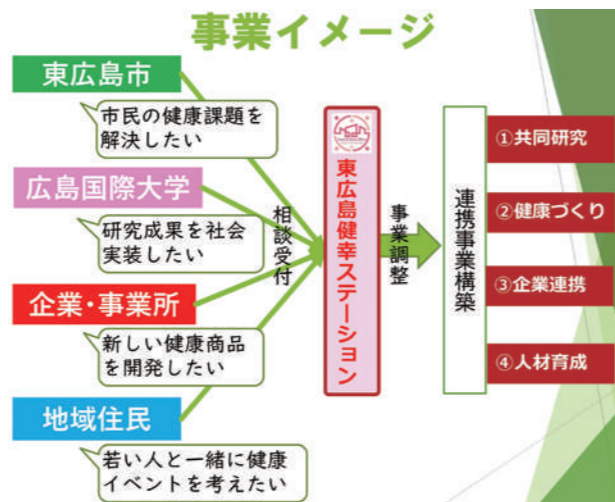 事業イメージ
東広島市
市民の健康課題を
解決したい
広島国際大学
研究成果を社会
実装したい
企業・事業所
新しい健康商品
を開発したい
地域住民
若い人と一緒に健康
イベントを考えたい
相談受付
東広島健幸ステーション
事業調整
連携事業構築
①共同研究
②健康づくり
③企業連携
④人材育成